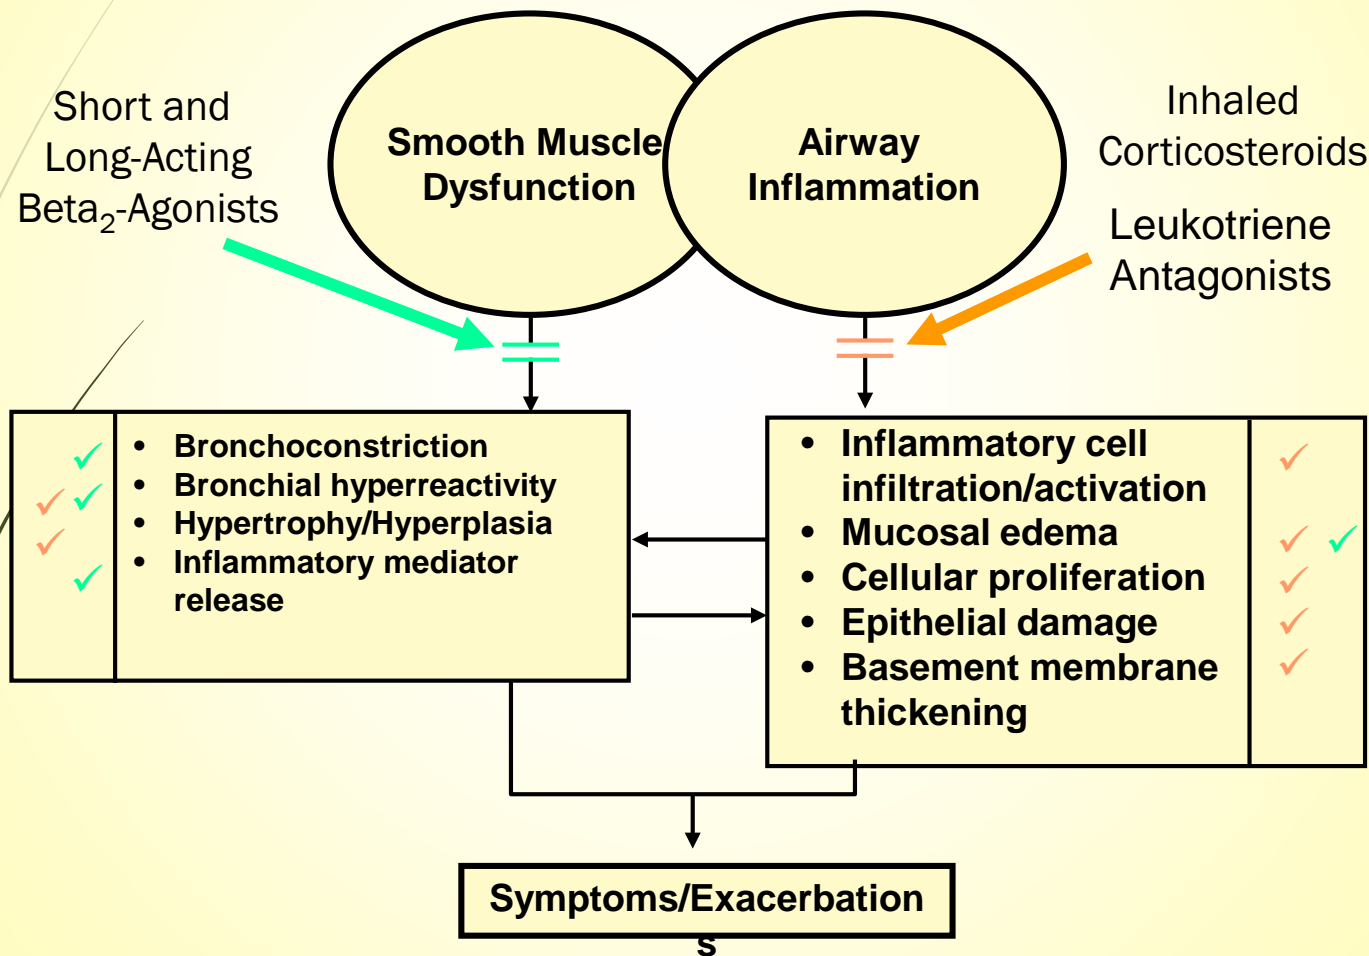 Short and
Long-Acting
Beta₂-Agonists
Smooth Muscle
Dysfunction
Airway
Inflammation
Inhaled
Corticosteroids
Leukotriene
Antagonists
• Bronchoconstriction
• Bronchial hyperreactivity
• Hypertrophy/Hyperplasia
• Inflammatory mediator
release
• Inflammatory cell
infiltration/activation
• Mucosal edema
• Cellular proliferation
• Epithelial damage
• Basement membrane
thickening
Symptoms/Exacerbation
s